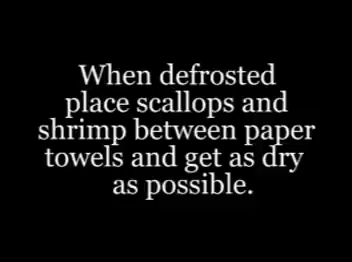 When defrosted
place scallops and
shrimp between paper
towels and get as dry
as possible.